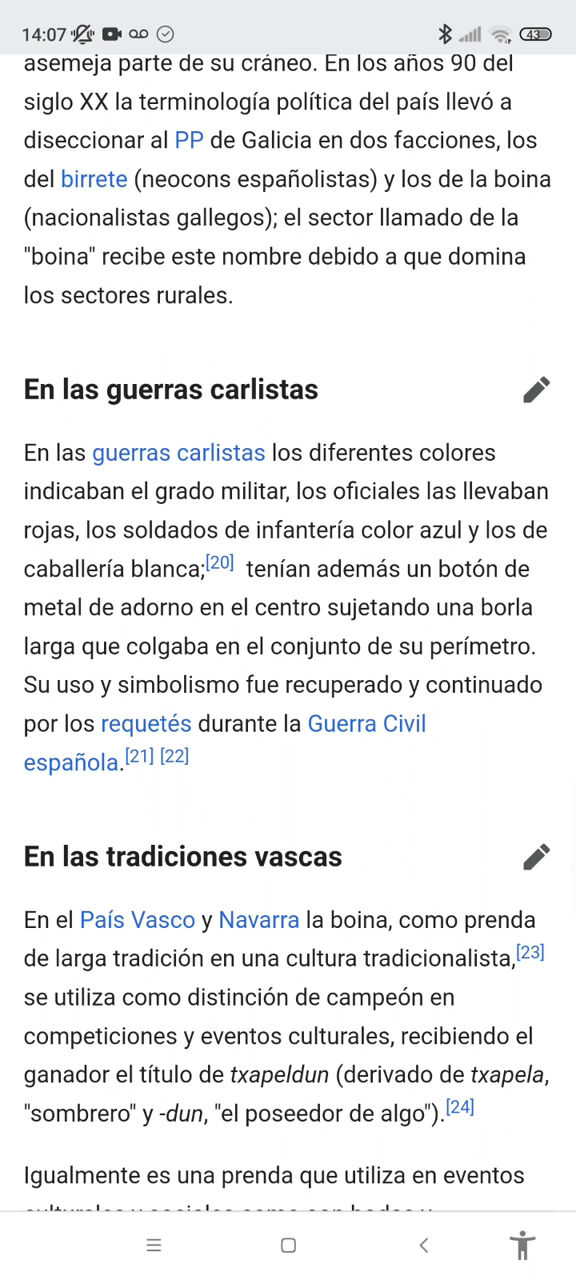 14:07
43
asemeja parte de su cráneo. En los años 90 del
siglo XX la terminología política del país llevó a
diseccionar al PP de Galicia en dos facciones, los
del birrete (neocons españolistas) y los de la boina
(nacionalistas gallegos); el sector llamado de la
"boina" recibe este nombre debido a que domina
los sectores rurales.
En las guerras carlistas
En las guerras carlistas los diferentes colores
indicaban el grado militar, los oficiales las llevaban
rojas, los soldados de infantería color azul y los de
caballería blanca;[20] tenían además un botón de
metal de adorno en el centro sujetando una borla
larga que colgaba en el conjunto de su perímetro.
Su uso y simbolismo fue recuperado y continuado
por los requetés durante la Guerra Civil
española.[21] [22]
En las tradiciones vascas
En el País Vasco y Navarra la boina, como prenda
de larga tradición en una cultura tradicionalista,[23]
se utiliza como distinción de campeón en
competiciones y eventos culturales, recibiendo el
ganador el título de txapeldun (derivado de txapela,
"sombrero" y -dun, "el poseedor de algo").[24]
Igualmente es una prenda que utiliza en eventos